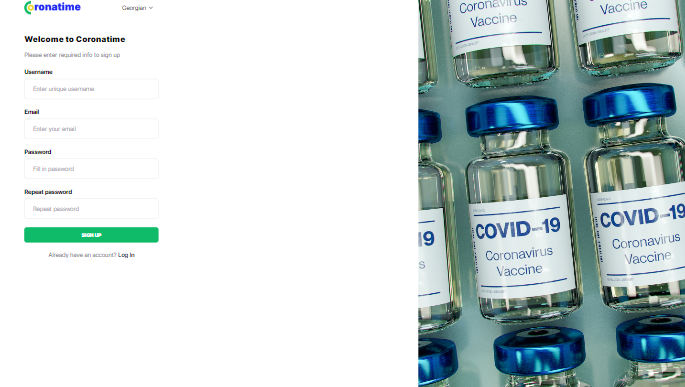 Coronatime
Georgian
Welcome to Coronatime
Please enter required info to sign up
Username
Enter unique username
Email
Enter your email
Password
Fill in password
Repeat password
Repeat password
SIGN UP
Already have an account? Log In
Coronavirus
Vaccine
Coronavirus
Vaccine
19
COVID-19
Coronavirus
Vaccine
COVID-19
Coronavirus
Vaccine